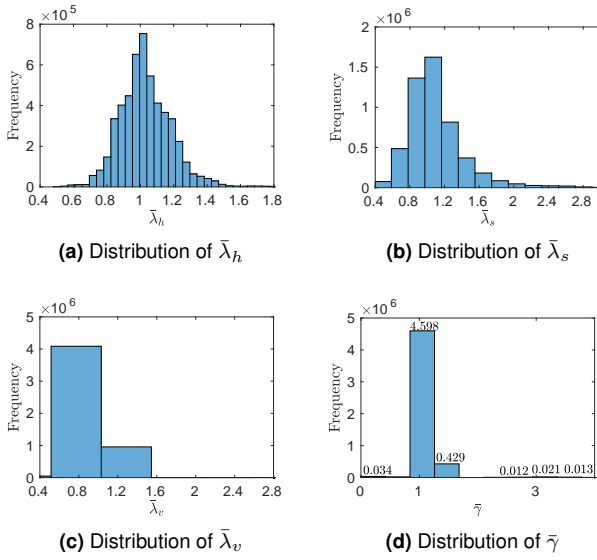 ×10^5
8
6
4
2
0
Frequency
0.4 0.6 0.8 1 1.2 1.4 1.6 1.8
λ̄_h
(a) Distribution of λ̄_h
×10^6
2
1.5
1
0.5
0
Frequency
0.4 0.8 1.2 1.6 2 2.4 2.8
λ̄_s
(b) Distribution of λ̄_s
×10^6
5
4
3
2
1
0
Frequency
0.4 0.8 1.2 1.6 2 2.4 2.8
λ̄_v
(c) Distribution of λ̄_v
×10^6
5
4
3
2
1
0
Frequency
4.598
0.429
0.034
0.012 0.021 0.013
1 3
γ̄
(d) Distribution of γ̄